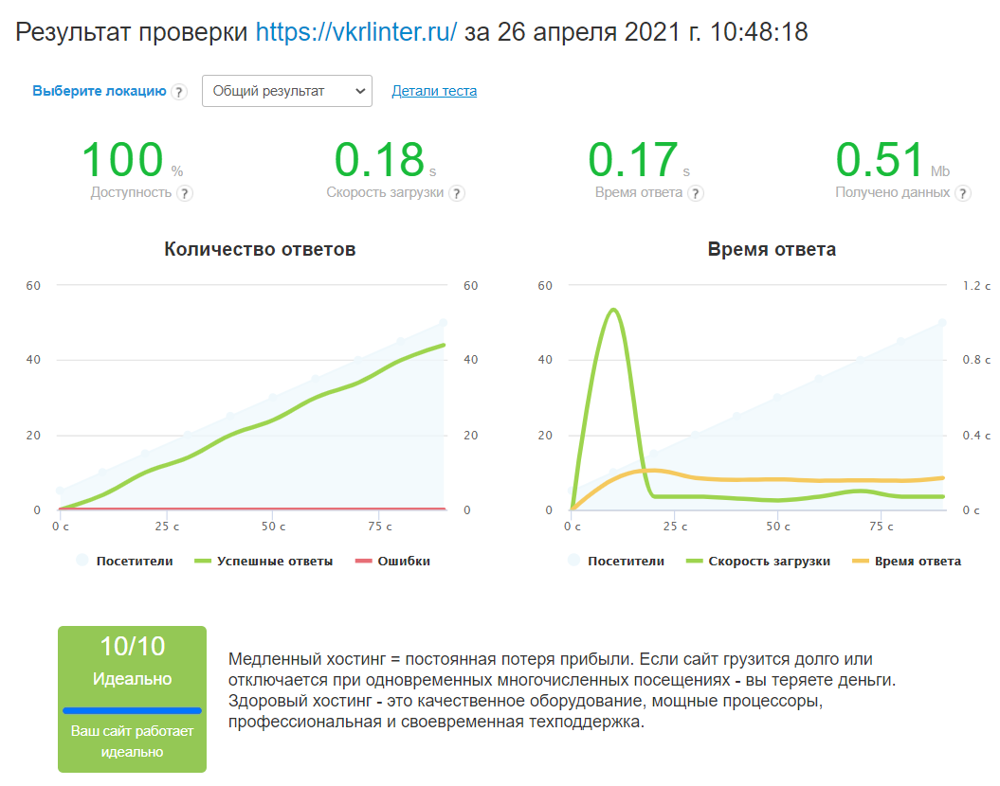 Результат проверки https://vkrlinter.ru/ за 26 апреля 2021 г. 10:48:18
Выберите локацию ? Общий результат Детали теста
100 % 0.18 s 0.17 s 0.51 Mb
Доступность ? Скорость загрузки ? Время ответа ? Получено данных ?
Количество ответов
60 60
40 40
20 20
0 0
0 с 25 с 50 с 75 с
Посетители Успешные ответы Ошибки
Время ответа
60 1.2 с
40 0.8 с
20 0.4 с
0 0 с
0 с 25 с 50 с 75 с
Посетители Скорость загрузки Время ответа
10/10
Идеально
Ваш сайт работает
идеально
Медленный хостинг = постоянная потеря прибыли. Если сайт грузится долго или
отключается при одновременных многочисленных посещениях - вы теряете деньги.
Здоровый хостинг - это качественное оборудование, мощные процессоры,
профессиональная и своевременная техподдержка.